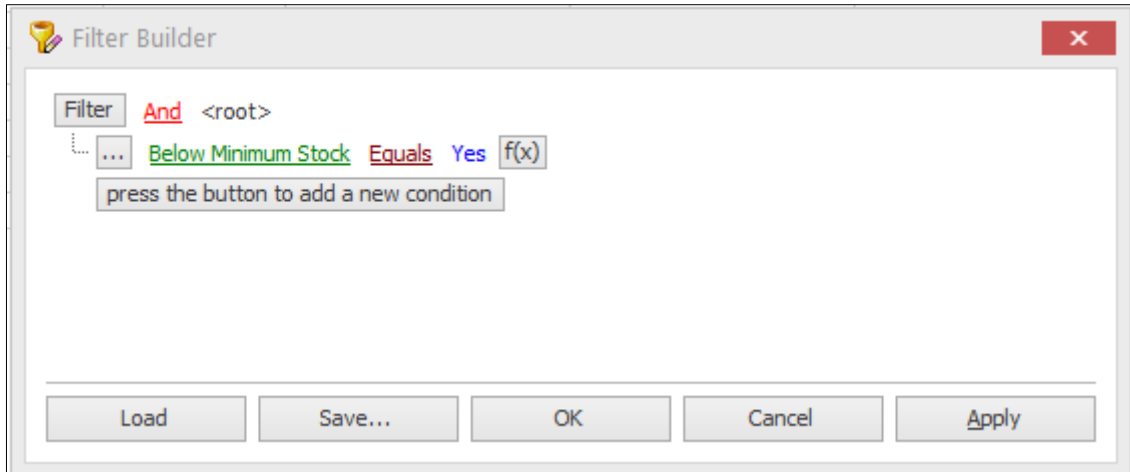 Filter Builder
Filter And <root>
... Below Minimum Stock Equals Yes f(x)
press the button to add a new condition
Load Save... OK Cancel Apply